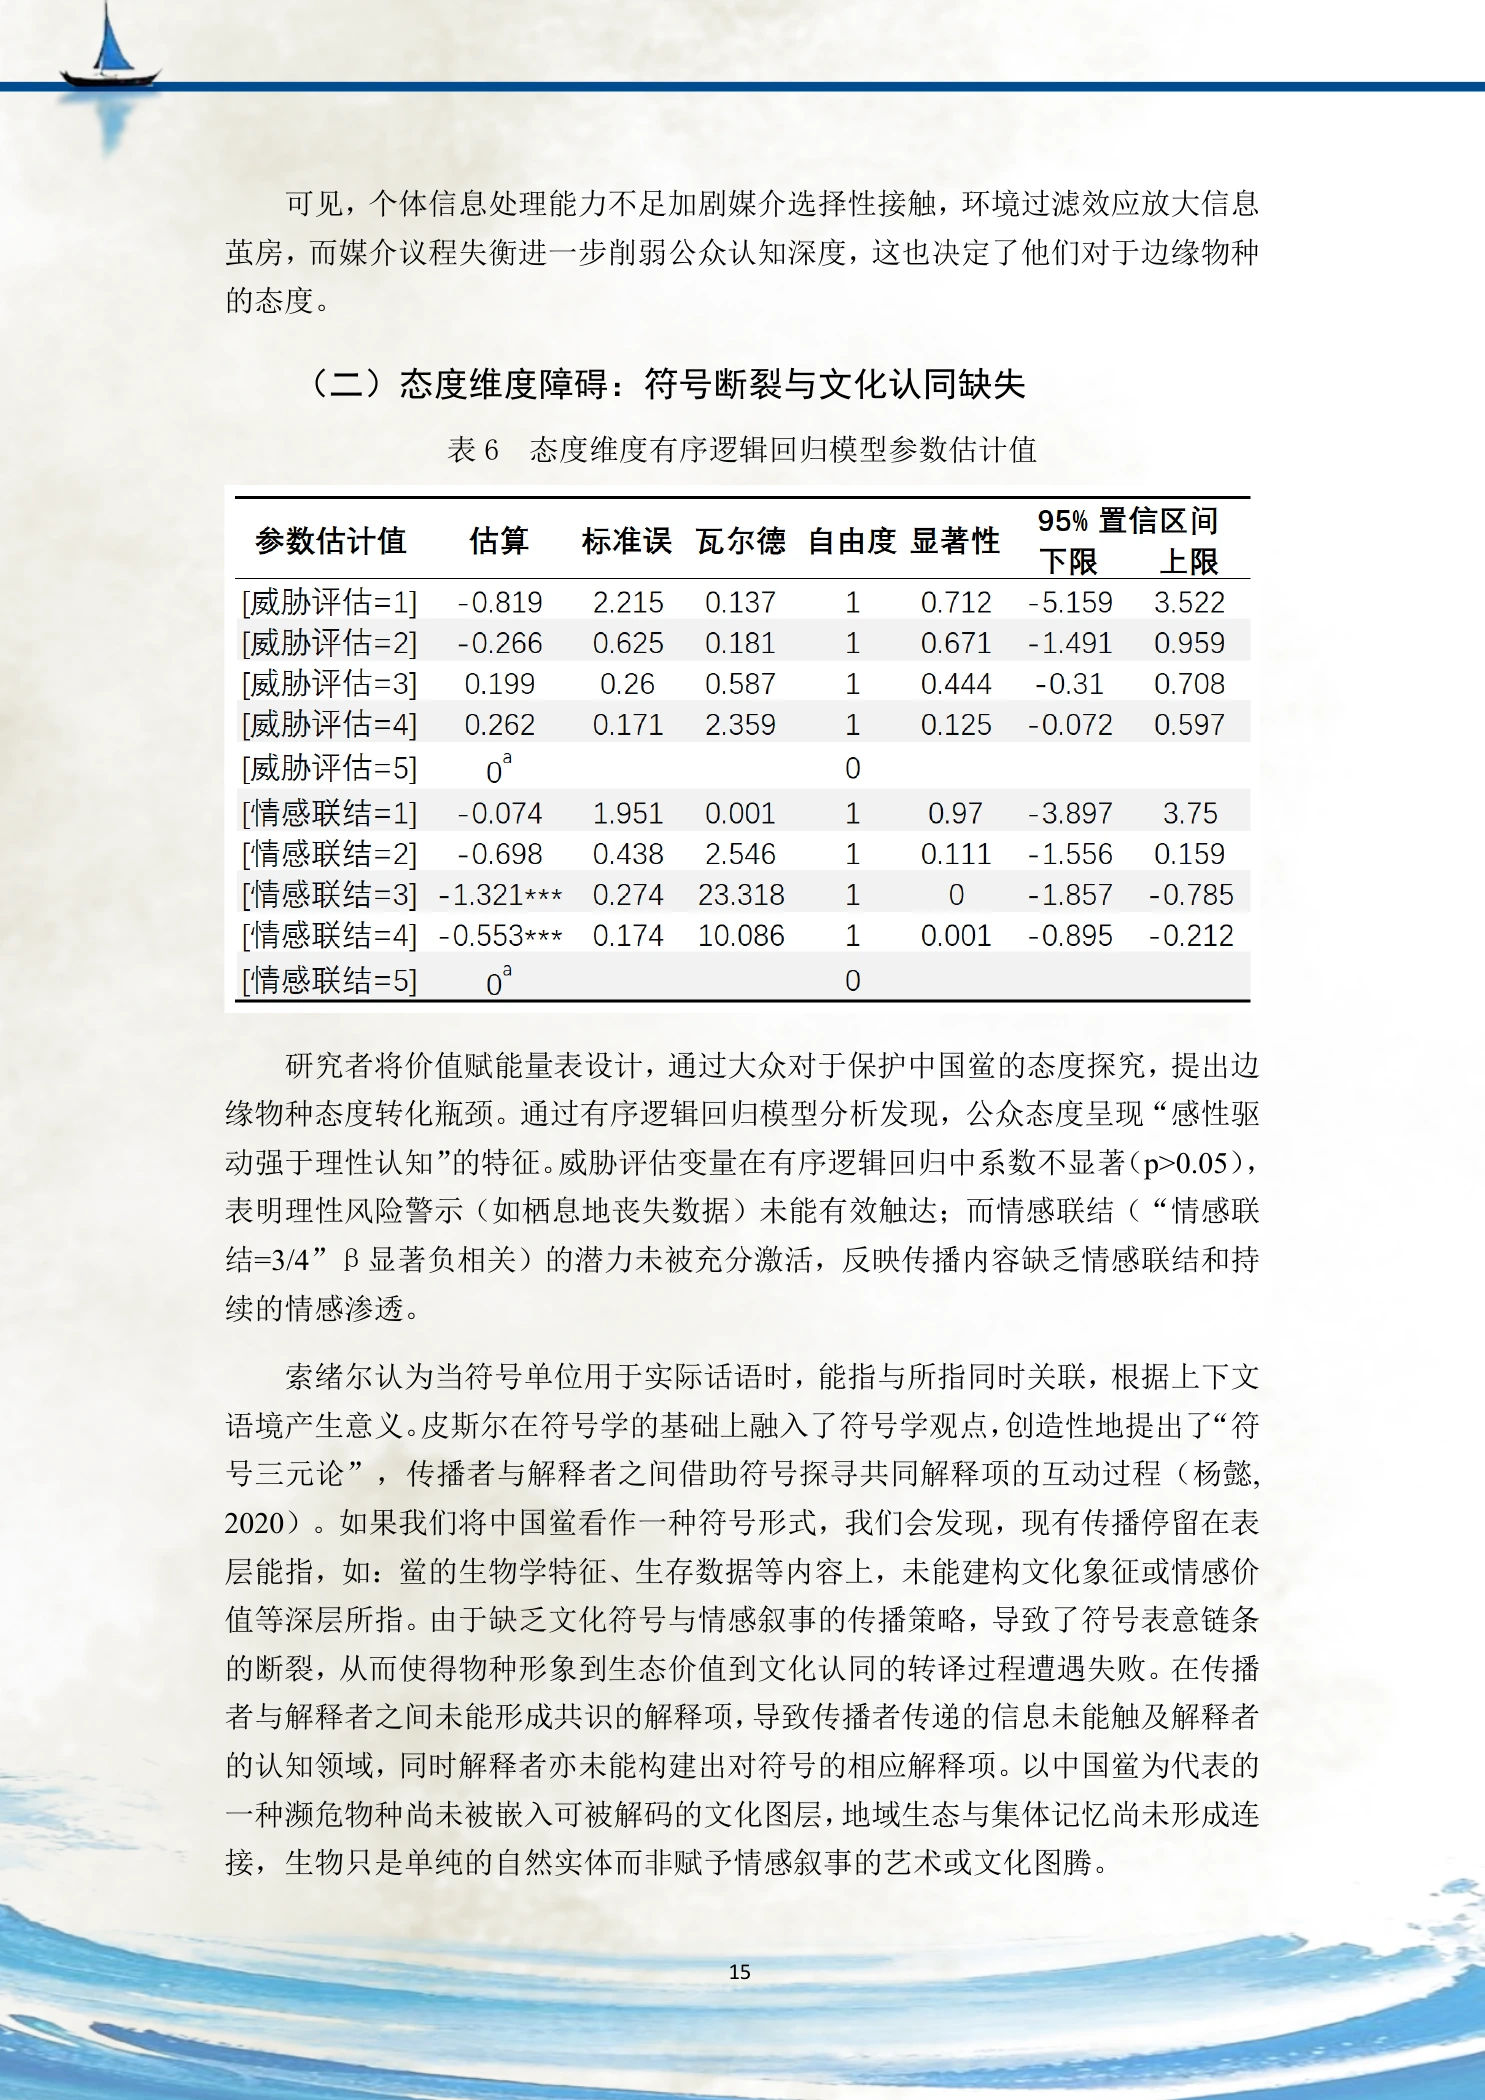 可见，个体信息处理能力不足加剧媒介选择性接触，环境过滤效应放大信息
茧房，而媒介议程失衡进一步削弱公众认知深度，这也决定了他们对于边缘物种
的态度。
（二）态度维度障碍：符号断裂与文化认同缺失
表 6 态度维度有序逻辑回归模型参数估计值
参数估计值 估算 标准误 瓦尔德 自由度 显著性 95% 置信区间
下限 上限
[威胁评估=1] -0.819 2.215 0.137 1 0.712 -5.159 3.522
[威胁评估=2] -0.266 0.625 0.181 1 0.671 -1.491 0.959
[威胁评估=3] 0.199 0.26 0.587 1 0.444 -0.31 0.708
[威胁评估=4] 0.262 0.171 2.359 1 0.125 -0.072 0.597
[威胁评估=5] 0ᵃ 0
[情感联结=1] -0.074 1.951 0.001 1 0.97 -3.897 3.75
[情感联结=2] -0.698 0.438 2.546 1 0.111 -1.556 0.159
[情感联结=3] -1.321*** 0.274 23.318 1 0 -1.857 -0.785
[情感联结=4] -0.553*** 0.174 10.086 1 0.001 -0.895 -0.212
[情感联结=5] 0ᵃ 0
研究者将价值赋能量表设计，通过大众对于保护中国鲎的态度探究，提出边
缘物种态度转化瓶颈。通过有序逻辑回归模型分析发现，公众态度呈现“感性驱
动强于理性认知”的特征。威胁评估变量在有序逻辑回归中系数不显著（p>0.05），
表明理性风险警示（如栖息地丧失数据）未能有效触达；而情感联结（“情感联
结=3/4”β显著负相关）的潜力未被充分激活，反映传播内容缺乏情感联结和持
续的情感渗透。
索绪尔认为当符号单位用于实际话语时，能指与所指同时关联，根据上下文
语境产生意义。皮斯尔在符号学的基础上融入了符号学观点，创造性地提出了“符
号三元论”，传播者与解释者之间借助符号探寻共同解释项的互动过程（杨懿,
2020）。如果我们将中国鲎看作一种符号形式，我们会发现，现有传播停留在表
层能指，如：鲎的生物学特征、生存数据等内容上，未能建构文化象征或情感价
值等深层所指。由于缺乏文化符号与情感叙事的传播策略，导致了符号表意链条
的断裂，从而使得物种形象到生态价值到文化认同的转译过程遭遇失败。在传播
者与解释者之间未能形成共识的解释项，导致传播者传递的信息未能触及解释者
的认知领域，同时解释者亦未能构建出对符号的相应解释项。以中国鲎为代表的
一种濒危物种尚未被嵌入可被解码的文化图层，地域生态与集体记忆尚未形成连
接，生物只是单纯的自然实体而非赋予情感叙事的艺术或文化图腾。
15